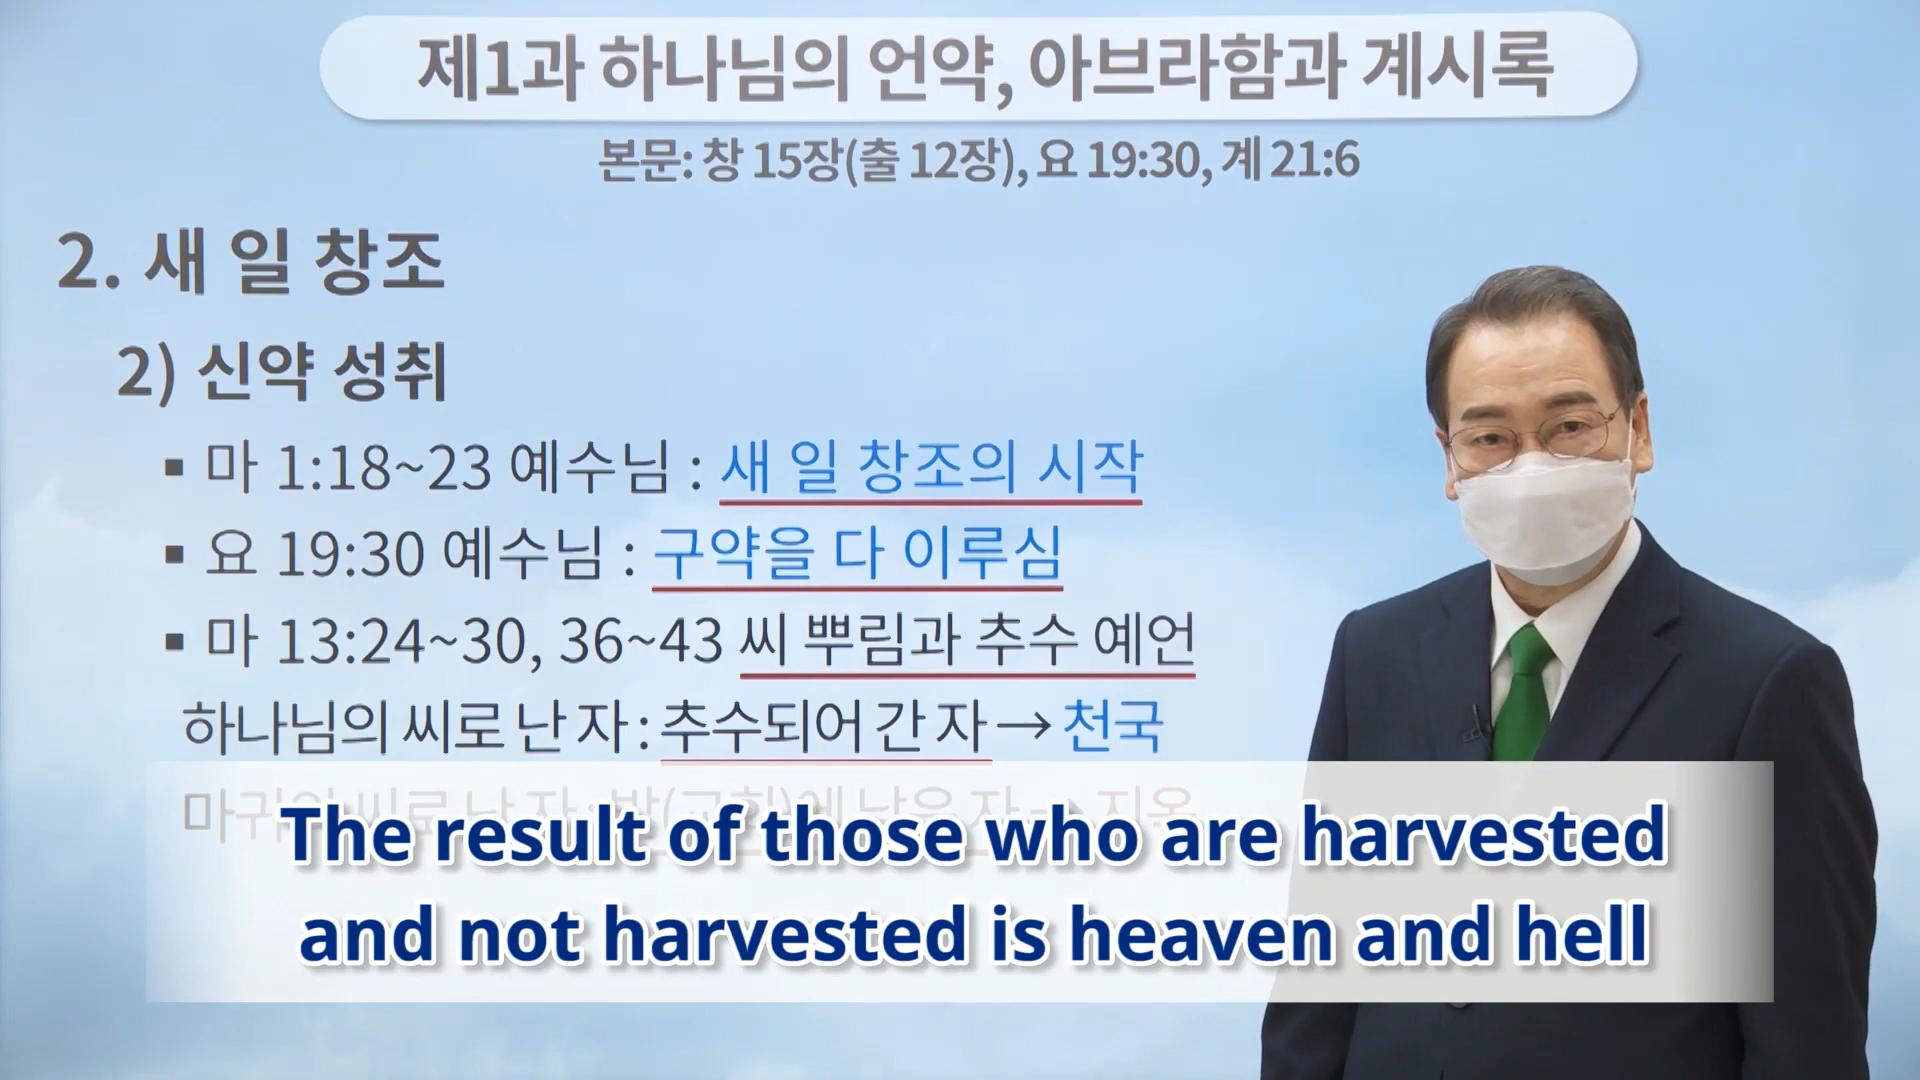 제1과 하나님의 언약, 아브라함과 계시록
본문: 창 15장(출 12장), 요 19:30, 계 21:6
2. 새 일 창조
2) 신약 성취
▪ 마 1:18~23 예수님 : 새 일 창조의 시작
▪ 요 19:30 예수님 : 구약을 다 이루심
▪ 마 13:24~30, 36~43 씨 뿌림과 추수 예언
하나님의 씨로 난 자 : 추수되어 간 자 → 천국
The result of those who are harvested
and not harvested is heaven and hell